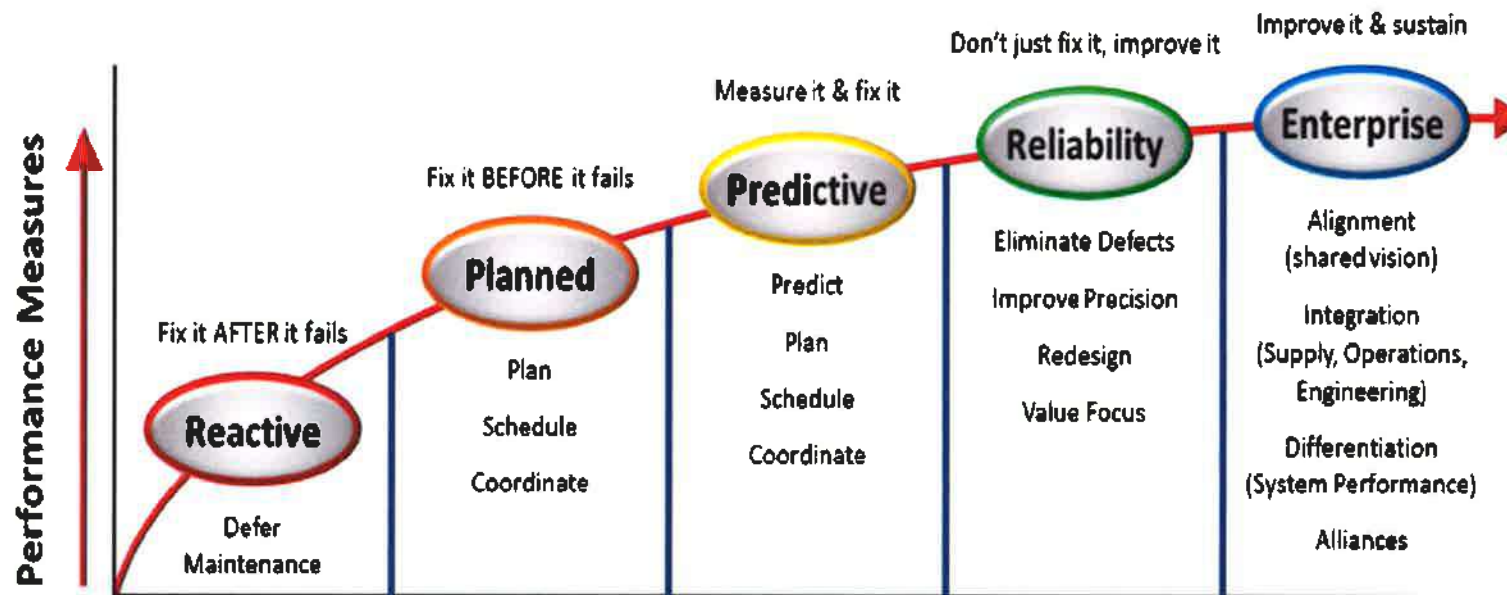 Performance Measures
Fix it AFTER it fails
Reactive
Defer
Maintenance
Fix it BEFORE it fails
Planned
Plan
Schedule
Coordinate
Measure it & fix it
Predictive
Predict
Plan
Schedule
Coordinate
Don't just fix it, improve it
Reliability
Eliminate Defects
Improve Precision
Redesign
Value Focus
Improve it & sustain
Enterprise
Alignment
(shared vision)
Integration
(Supply, Operations,
Engineering)
Differentiation
(System Performance)
Alliances